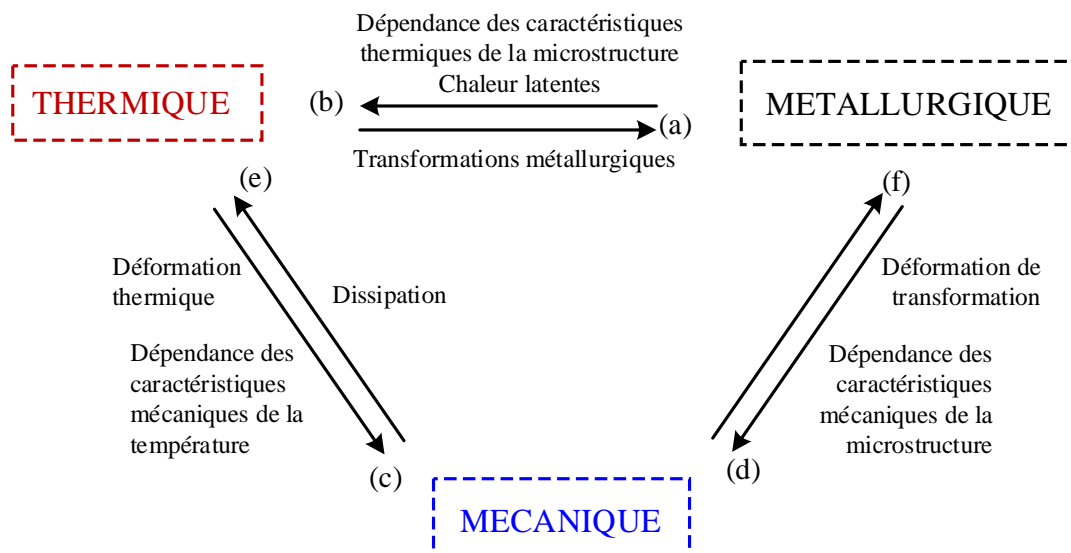 Dépendance des caractéristiques
thermiques de la microstructure
Chaleur latentes
THERMIQUE
(b)
(a)
METALLURGIQUE
Transformations métallurgiques
(e)
(f)
Déformation
thermique
Dissipation
Déformation de
transformation
Dépendance des
caractéristiques
mécaniques de la
température
Dépendance des
caractéristiques
mécaniques de la
microstructure
(c)
(d)
MECANIQUE